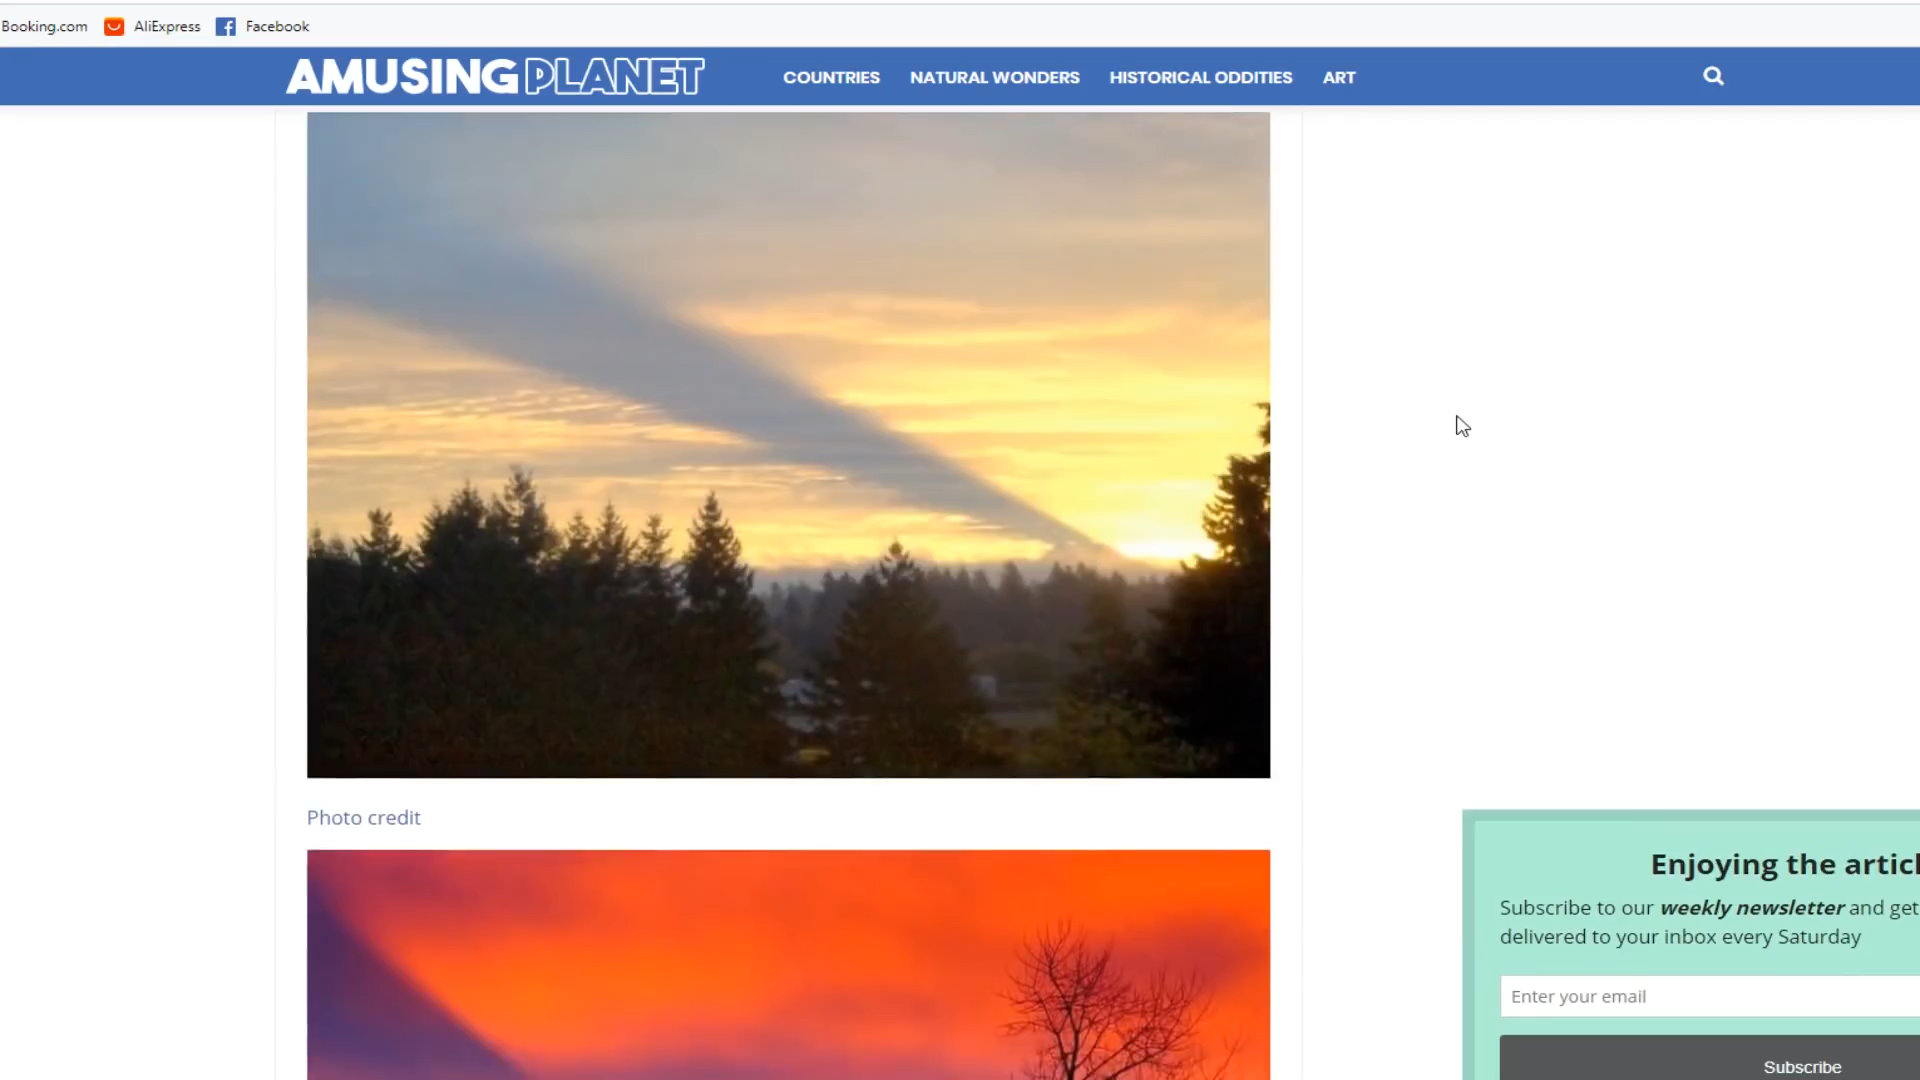 Booking.com AliExpress Facebook
AMUSING PLANET COUNTRIES NATURAL WONDERS HISTORICAL ODDITIES ART
Photo credit
Enjoying the articl
Subscribe to our weekly newsletter and get
delivered to your inbox every Saturday
Enter your email
Subscribe